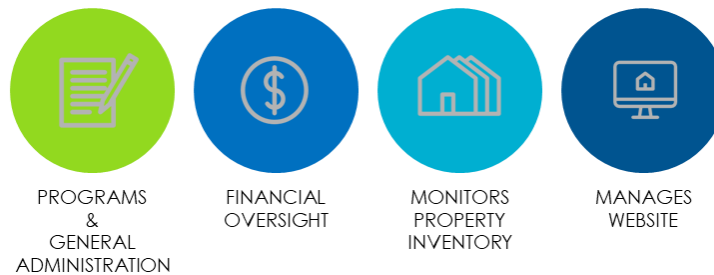 PROGRAMS
&
GENERAL
ADMINISTRATION
FINANCIAL
OVERSIGHT
MONITORS
PROPERTY
INVENTORY
MANAGES
WEBSITE